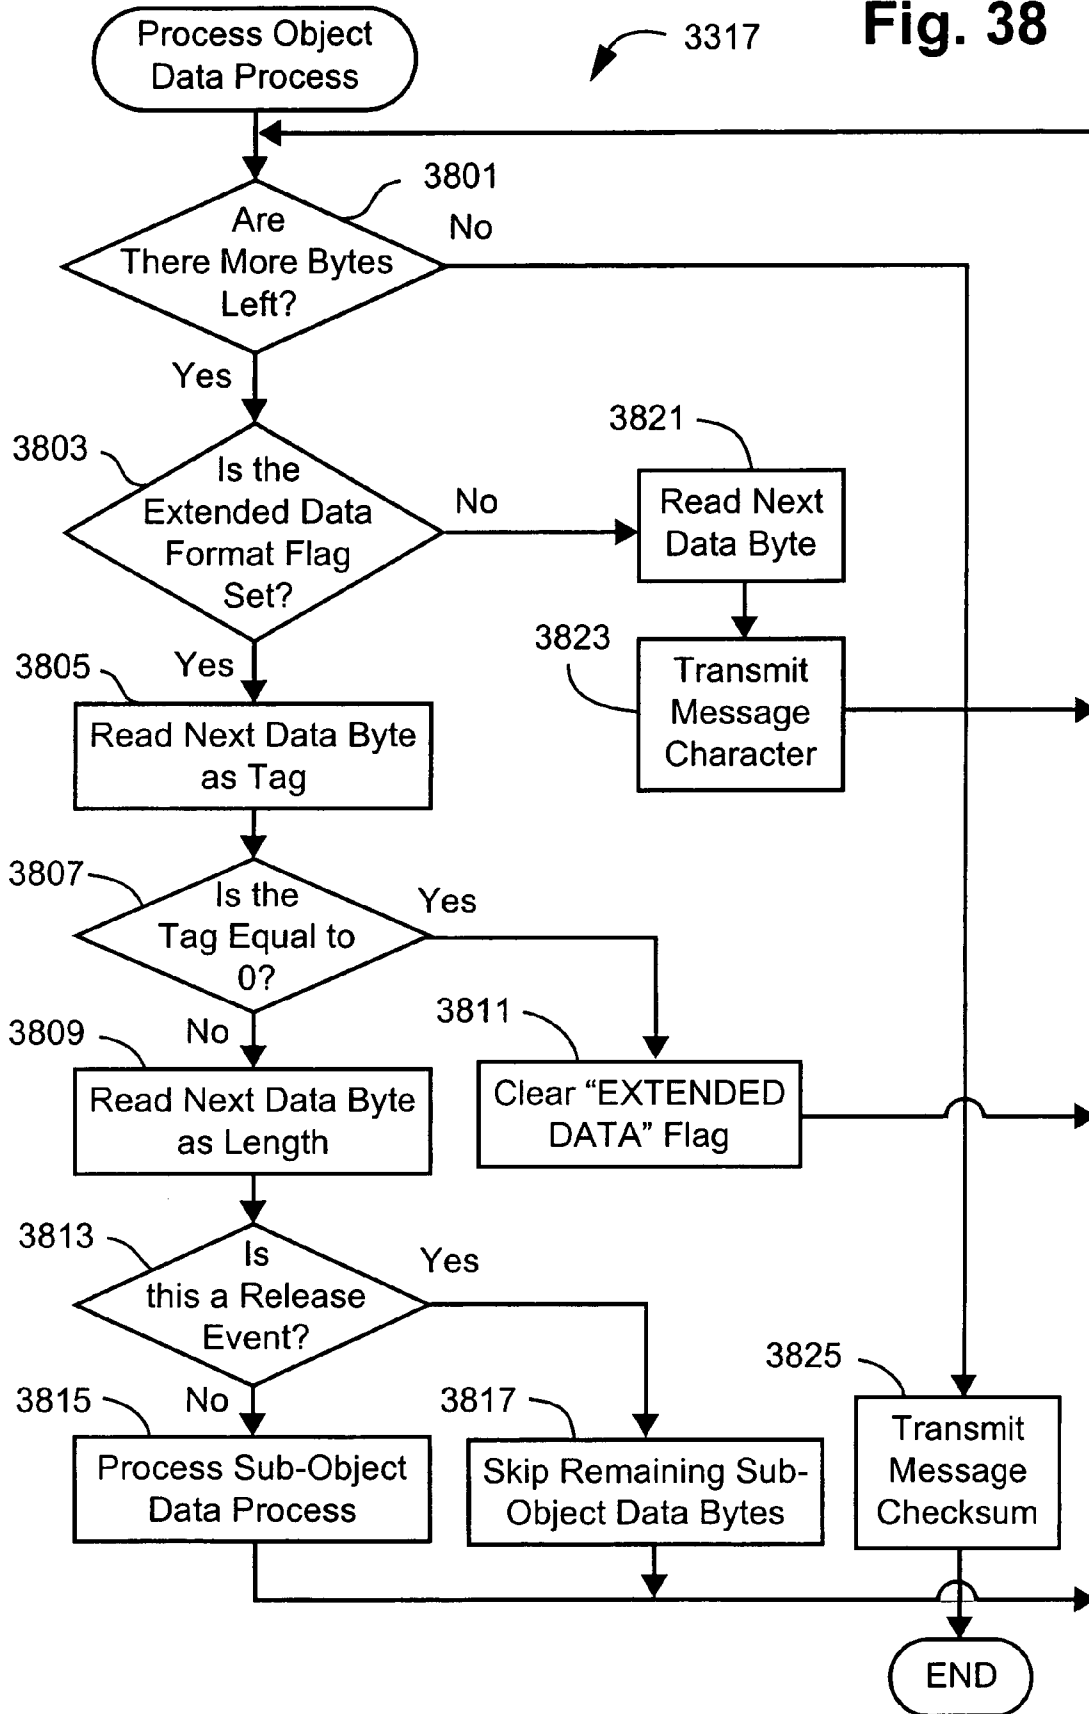 Process Object
Data Process
3317
Fig. 38
3801
Are
There More Bytes
Left?
No
Yes
3803
Is the
Extended Data
Format Flag
Set?
No
3821
Read Next
Data Byte
Yes
3823
Transmit
Message
Character
3805
Read Next Data Byte
as Tag
3807
Is the
Tag Equal to
0?
Yes
No
3811
Clear “EXTENDED
DATA” Flag
3809
Read Next Data Byte
as Length
3813
Is
this a Release
Event?
Yes
No
3815
Process Sub-Object
Data Process
3817
Skip Remaining Sub-
Object Data Bytes
3825
Transmit
Message
Checksum
END